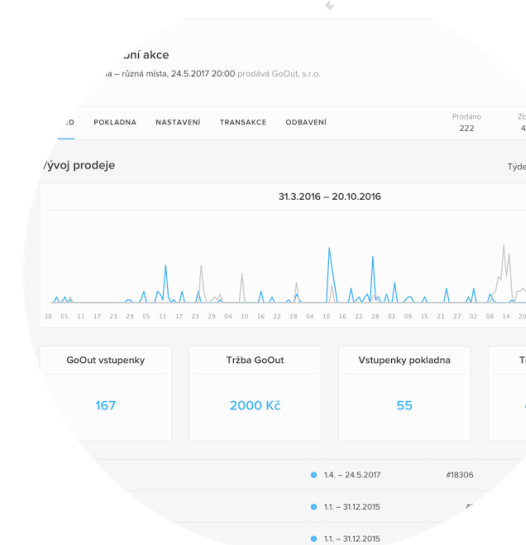 akce
– různá místa, 24.5.2017 20:00 prodává GoOut, s.r.o.
POKLADNA NASTAVENÍ TRANSAKCE ODBAVENÍ
Prodáno
222
Vývoj prodeje
31.3.2016 – 20.10.2016
30 05 11 17 23 29 05 11 17 23 29 04 10 16 22 28 04 10 16 22 28 03 09 15 21 27 02 08 14 20
GoOut vstupenky Tržba GoOut Vstupenky pokladna
167 2000 Kč 55
1.4. – 24.5.2017 #18306
1.1. – 31.12.2015
1.1. – 31.12.2015